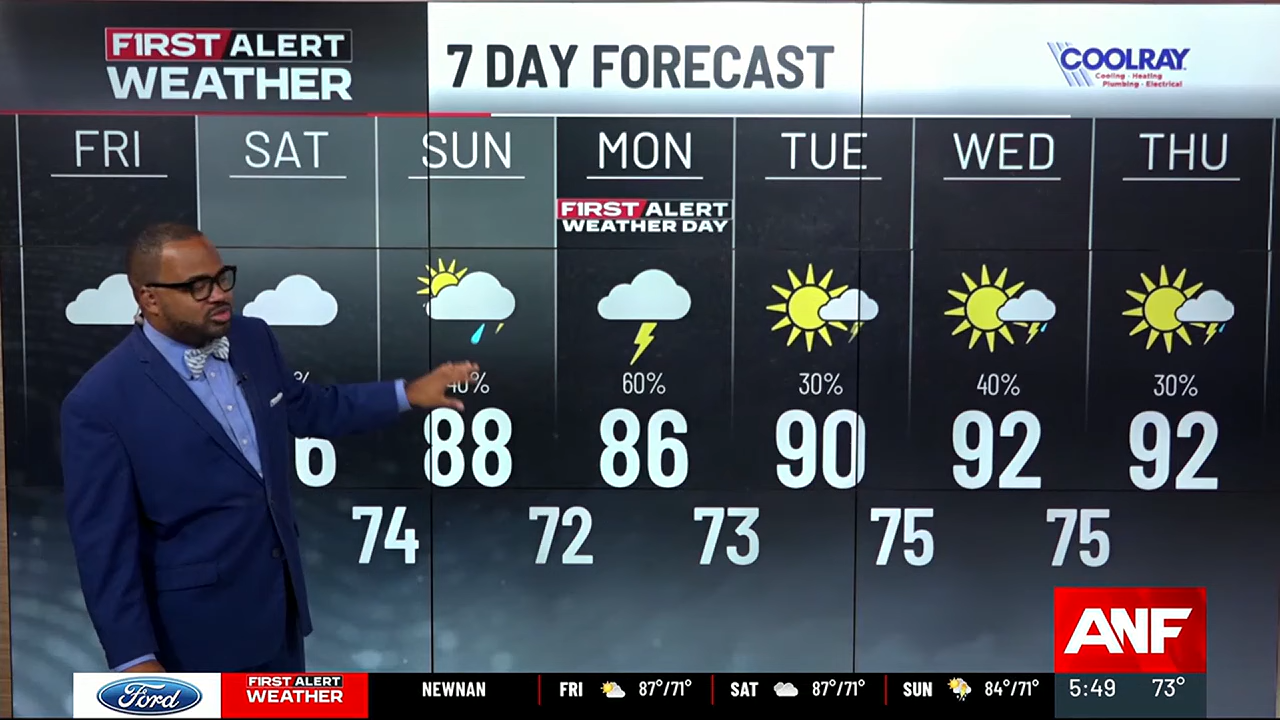 FIRST ALERT
WEATHER
7 DAY FORECAST
COOLRAY
Cooling · Heating
Plumbing · Electrical
FRI SAT SUN MON TUE WED THU
FIRST ALERT
WEATHER DAY
% 40% 60% 30% 40% 30%
6 88 86 90 92 92
74 72 73 75 75
ANF
Ford
FIRST ALERT
WEATHER
NEWNAN FRI 87°/71° SAT 87°/71° SUN 84°/71°
5:49 73°